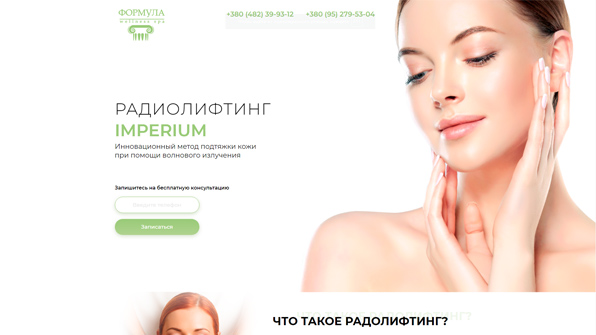 ФОРМУЛА
wellness spa
+380 (482) 39-93-12 +380 (95) 279-53-04
РАДИОЛИФТИНГ
IMPERIUM
Инновационный метод подтяжки кожи
при помощи волнового излучения
Запишитесь на бесплатную консультацию
Введите телефон
Записаться
ЧТО ТАКОЕ РАДОЛИФТИНГ?